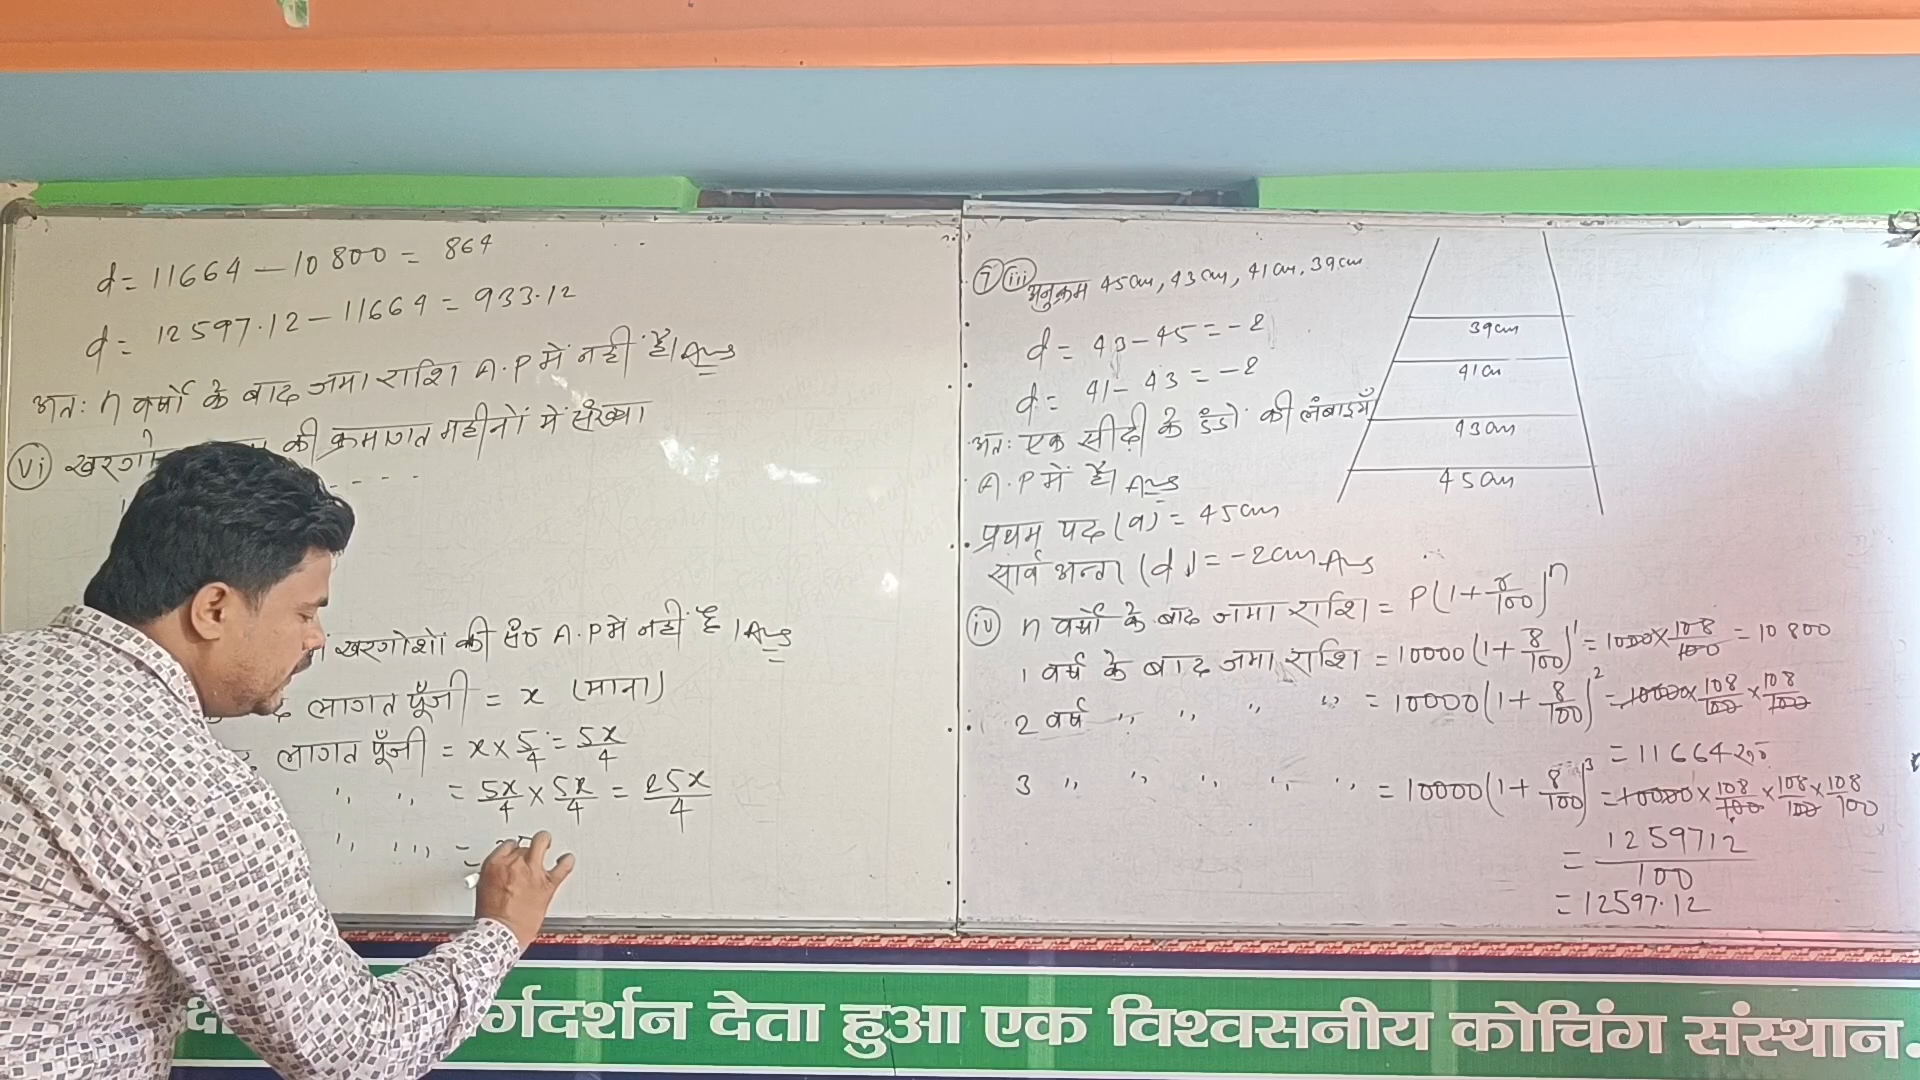 d = 11664 — 10800 = 864
d = 12597.12 — 11664 = 933.12
अतः n वर्षों के बाद जमा राशि A.P में नहीं है। Ans
(vi) खरगो की क्रमागत महीनों में संख्या
- - - -
खरगोशों की सं० A.P में नहीं है। Ans
लागत पूँजी = x (माना)
लागत पूँजी = x × 5/4 = 5x/4
" " = 5x/4 × 5x/4 = 25x/4
" " =
(7) (iii) अनुक्रम 45cm, 43cm, 41cm, 39cm
d = 43 - 45 = -2
d = 41 - 43 = -2
अतः एक सीढ़ी के डंडों की लंबाइयाँ
A.P में है। Ans
प्रथम पद (a) = 45cm
सार्व अन्तर (d) = -2cm Ans
39cm
41cm
43cm
45cm
(iv) n वर्षों के बाद जमा राशि = P(1 + r/100)^n
1 वर्ष के बाद जमा राशि = 10000(1 + 8/100)^1 = 10000 × 108/100 = 10800
2 वर्ष " " " " = 10000(1 + 8/100)^2 = 10000 × 108/100 × 108/100
= 11664 रु०
3 " " " " " = 10000(1 + 8/100)^3 = 10000 × 108/100 × 108/100 × 108/100
= 1259712/100
= 12597.12
र्गदर्शन देता हुआ एक विश्वसनीय कोचिंग संस्थान.